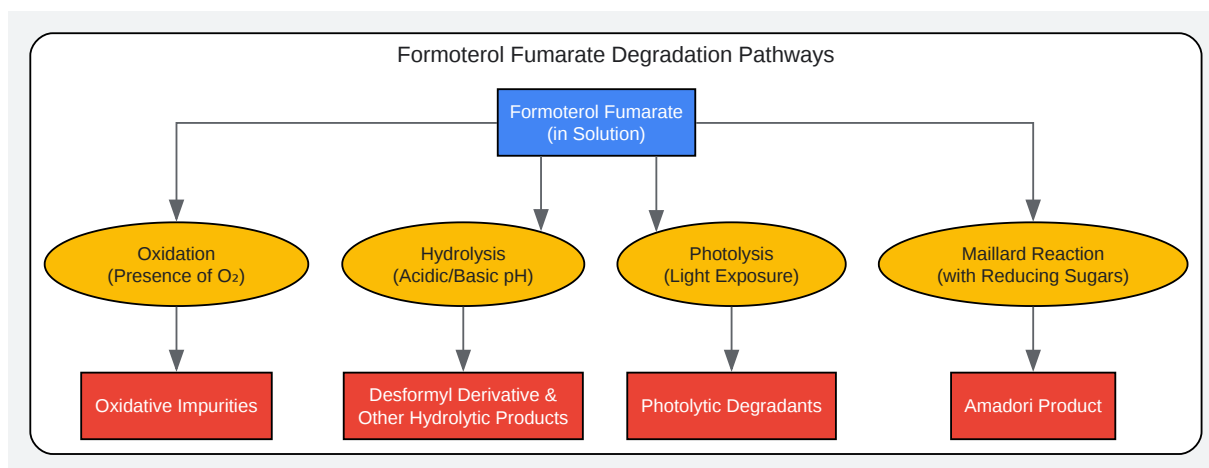 Formoterol Fumarate Degradation Pathways
Formoterol Fumarate
(in Solution)
Oxidation
(Presence of O₂)
Hydrolysis
(Acidic/Basic pH)
Photolysis
(Light Exposure)
Maillard Reaction
(with Reducing Sugars)
Oxidative Impurities
Desformyl Derivative &
Other Hydrolytic Products
Photolytic Degradants
Amadori Product